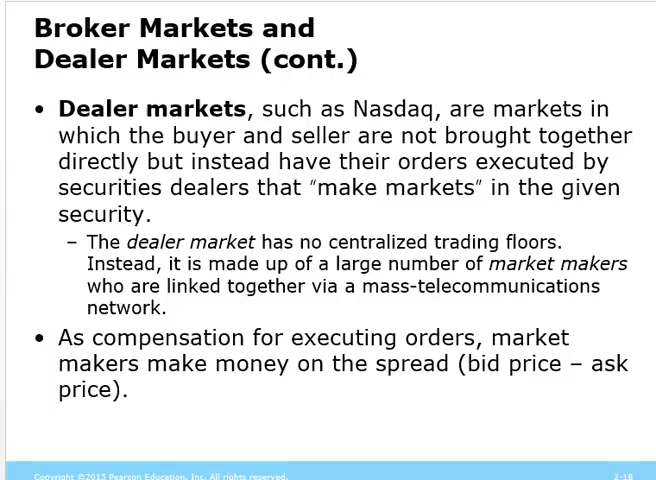 Broker Markets and
Dealer Markets (cont.)
• Dealer markets, such as Nasdaq, are markets in
which the buyer and seller are not brought together
directly but instead have their orders executed by
securities dealers that “make markets” in the given
security.
– The dealer market has no centralized trading floors.
Instead, it is made up of a large number of market makers
who are linked together via a mass-telecommunications
network.
• As compensation for executing orders, market
makers make money on the spread (bid price – ask
price).
Copyright ©2015 Pearson Education, Inc. All rights reserved.
2-18